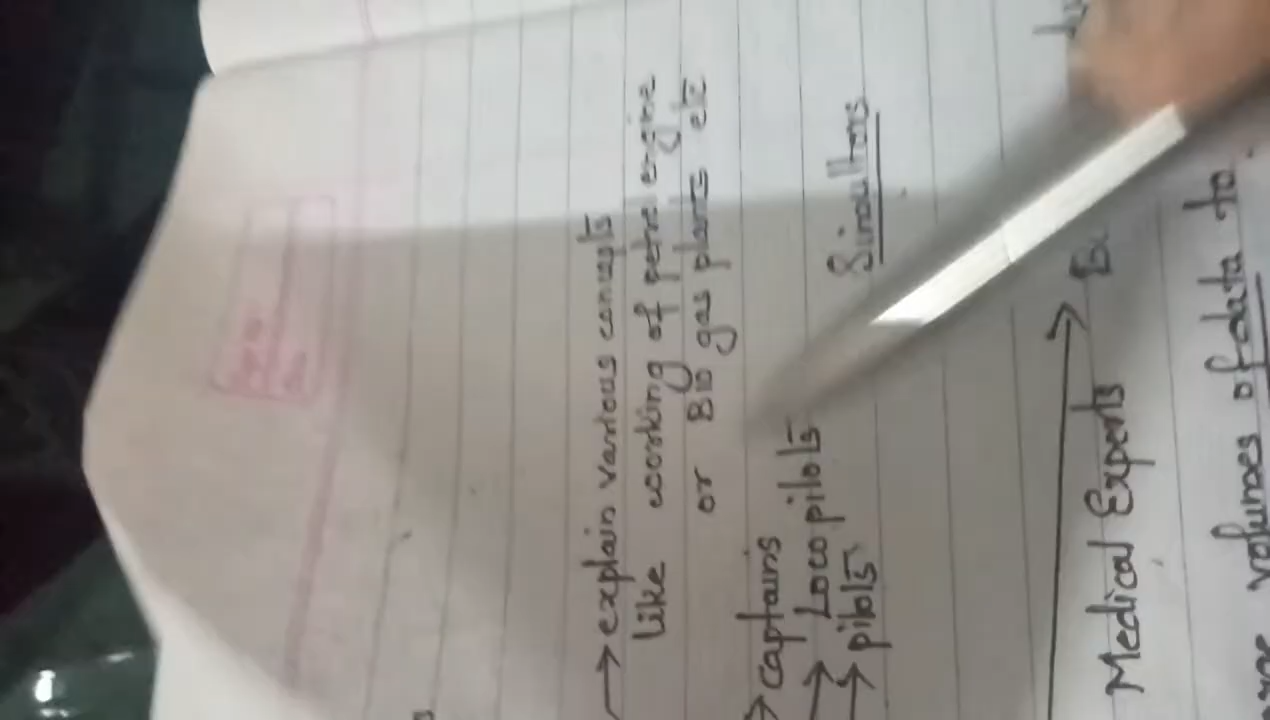 → explain various concepts
like working of petrol engine
or Bio gas plants etc
→ captains
→ Loco pilots
→ pilots
Simultions
Medical Experts →
volumes of data to